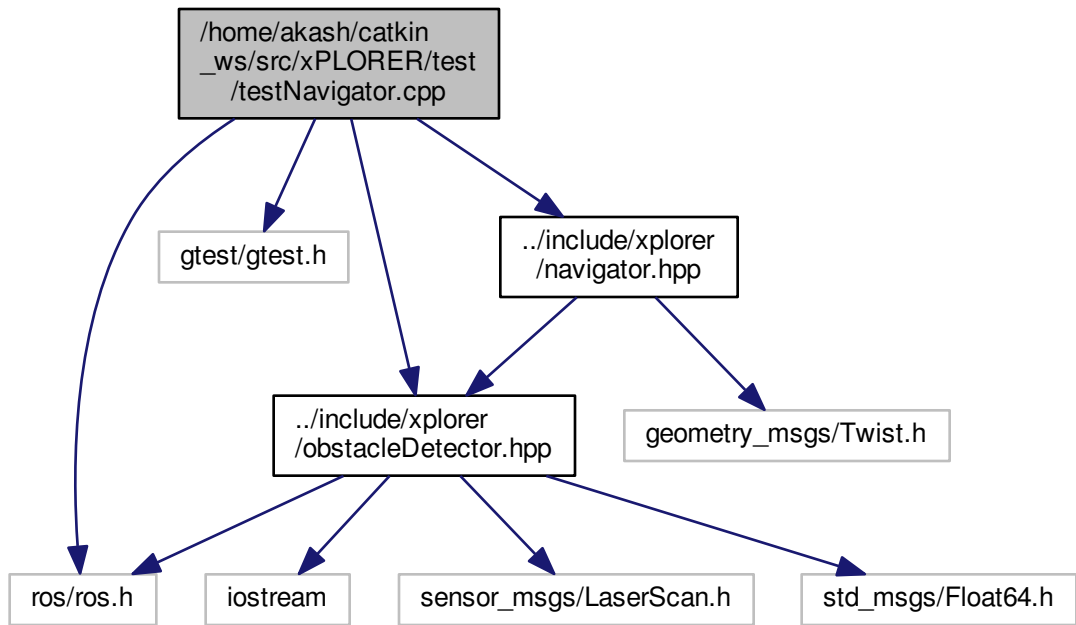 /home/akash/catkin
_ws/src/xPLORER/test
/testNavigator.cpp
gtest/gtest.h
../include/xplorer
/navigator.hpp
../include/xplorer
/obstacleDetector.hpp
geometry_msgs/Twist.h
ros/ros.h
iostream
sensor_msgs/LaserScan.h
std_msgs/Float64.h